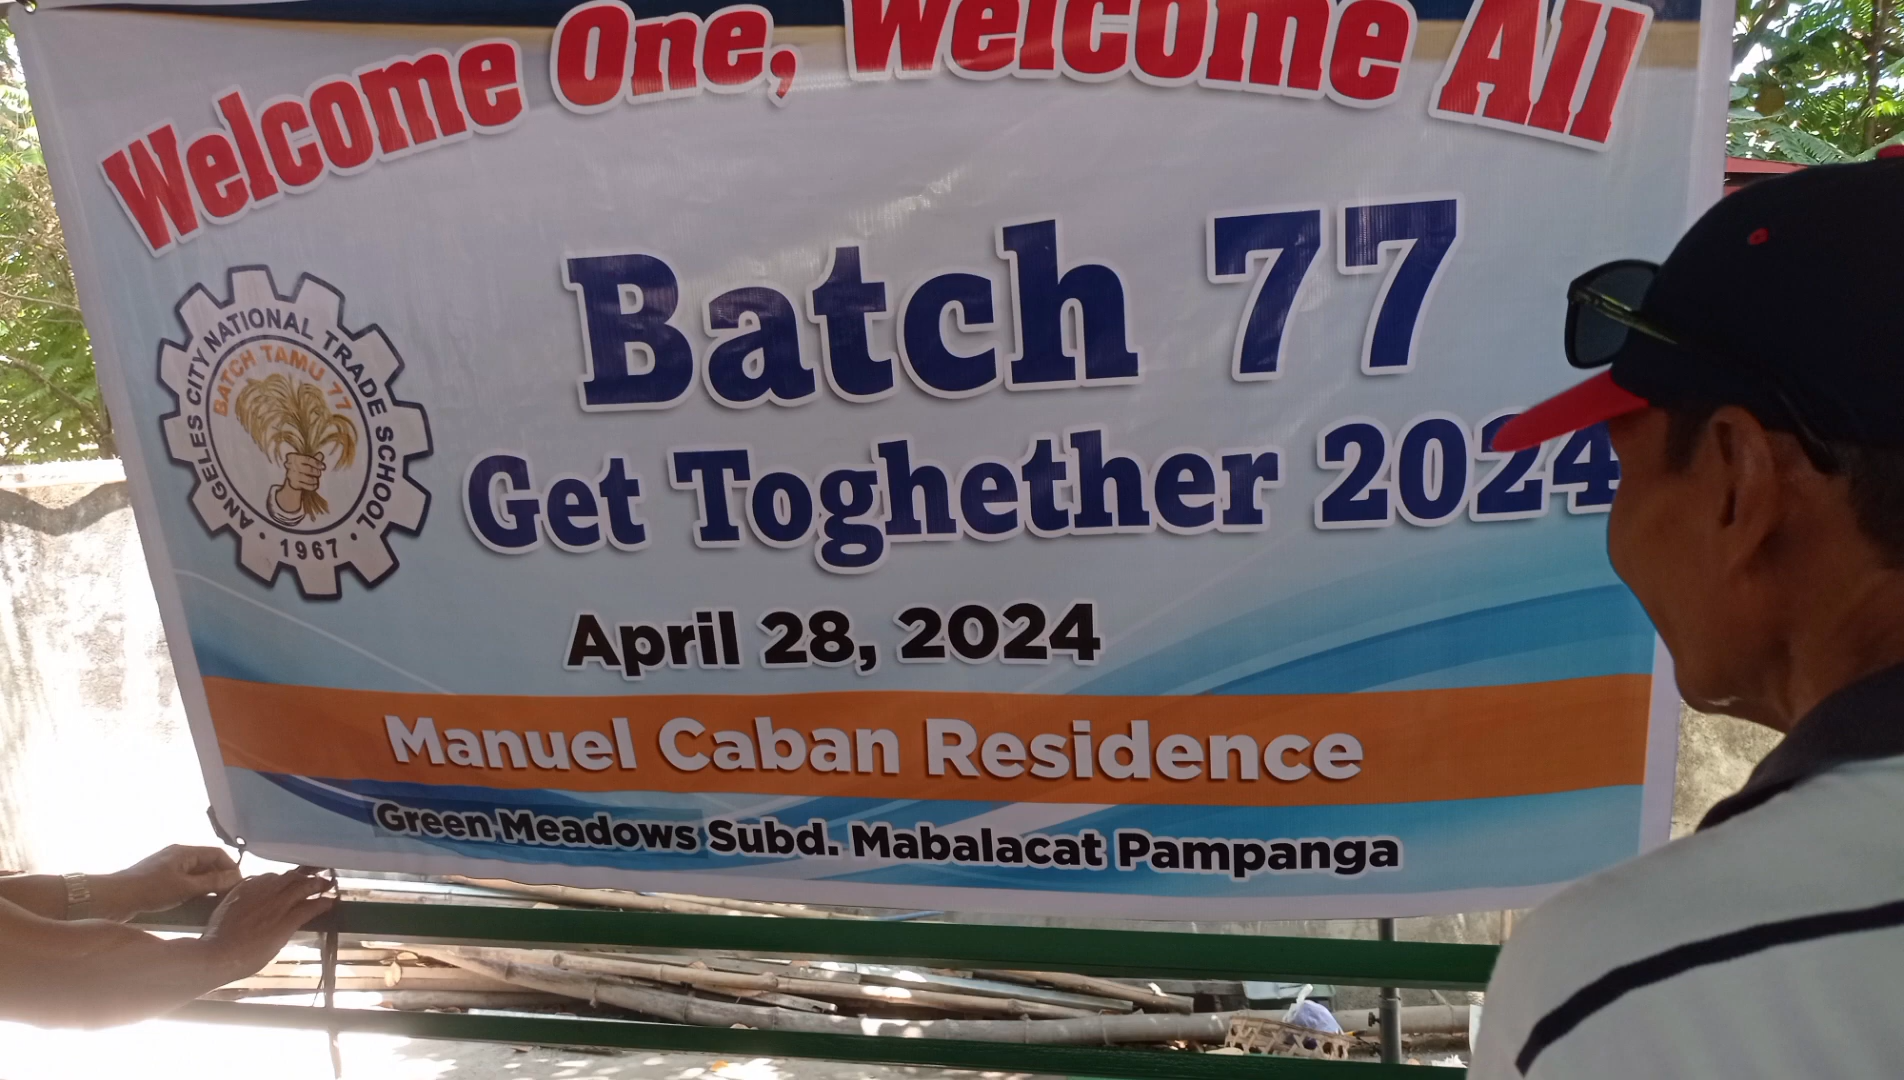 Welcome One, Welcome All
Batch 77
Get Toghether 2024
ANGELES CITY NATIONAL TRADE SCHOOL
BATCH TAMU 77
• 1967 •
April 28, 2024
Manuel Caban Residence
Green Meadows Subd. Mabalacat Pampanga